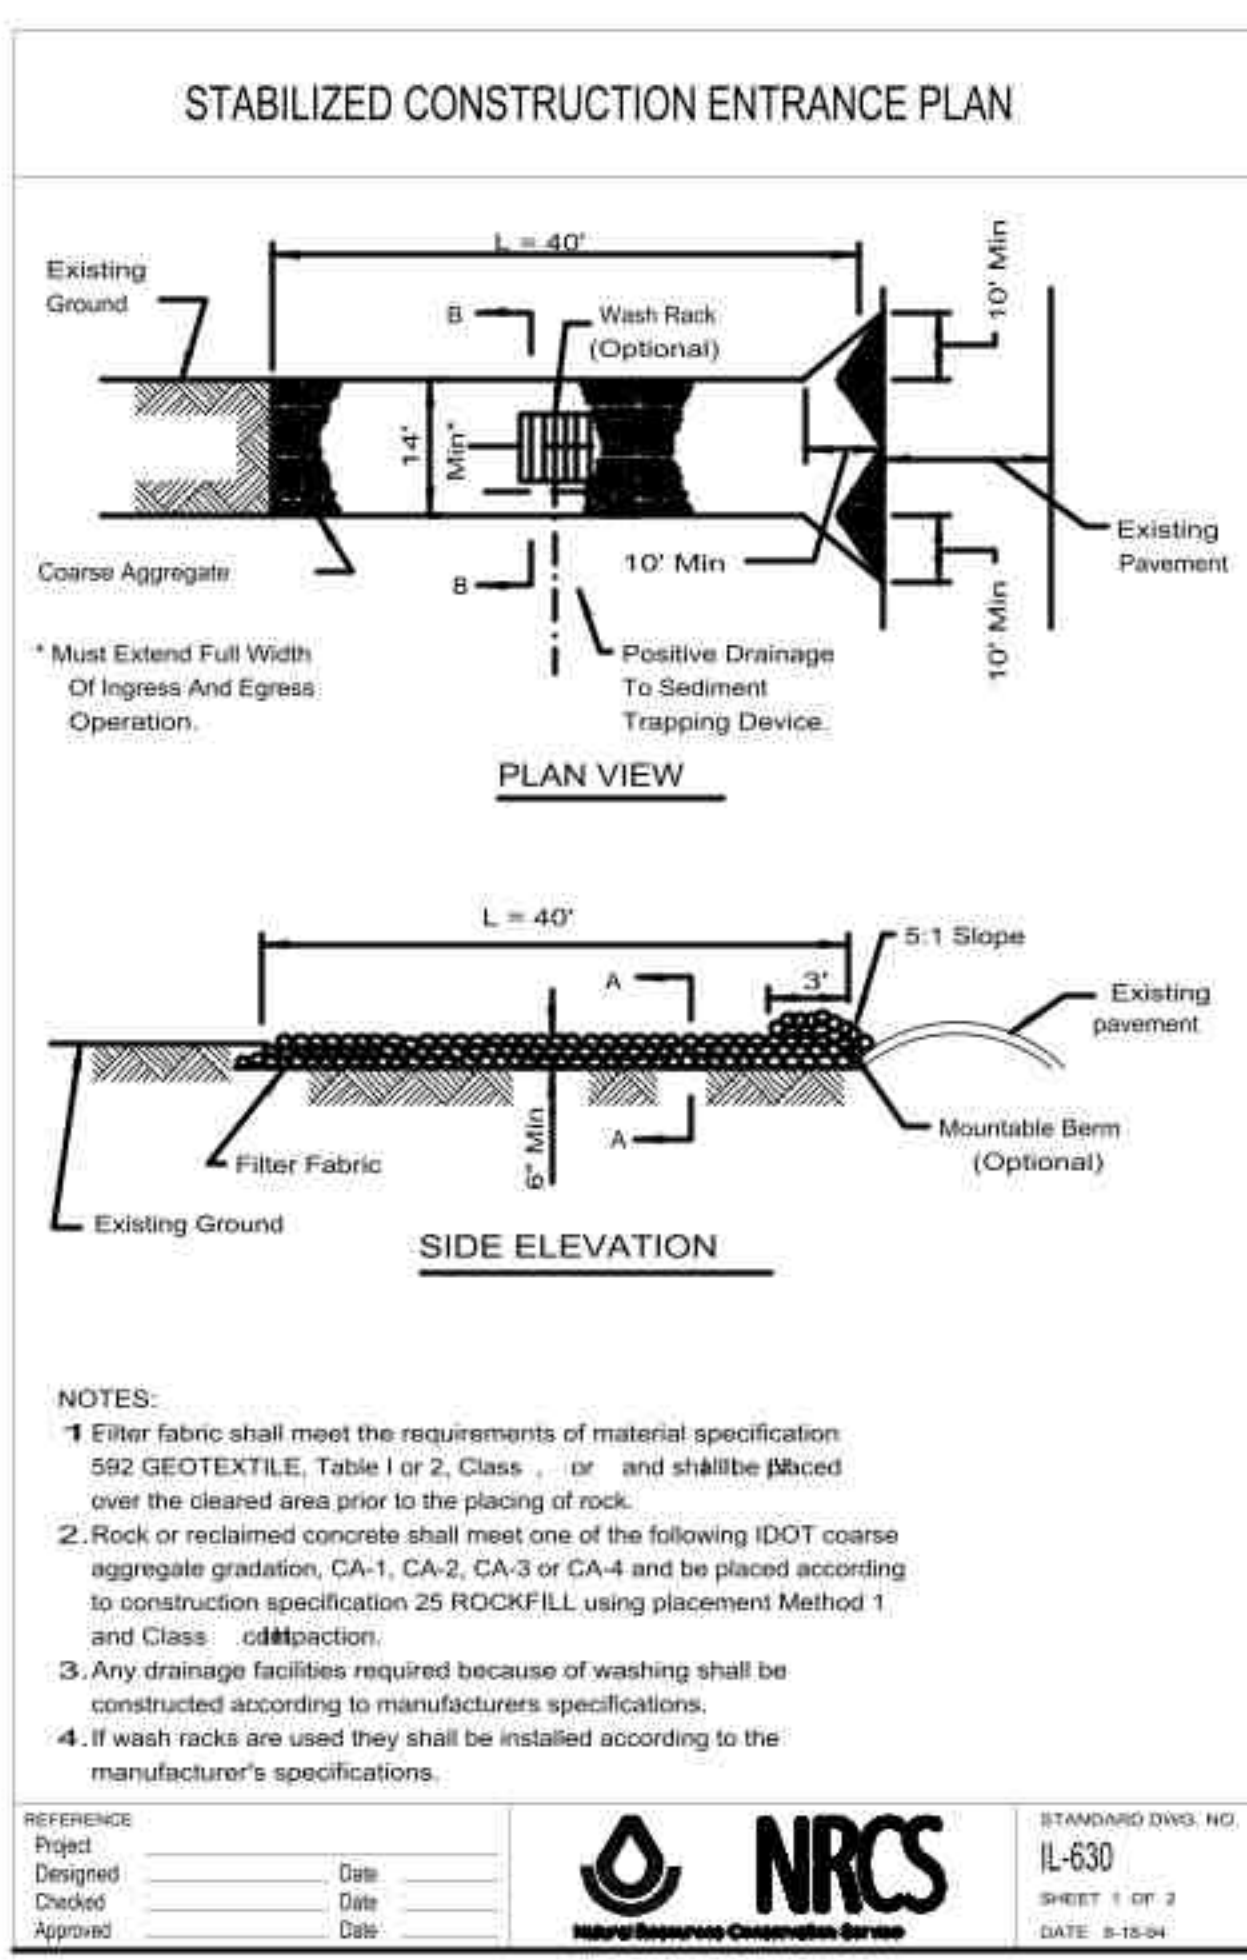 STABILIZED CONSTRUCTION ENTRANCE PLAN
L = 40'
10' Min
Existing
Ground
B
Wash Rack
(Optional)
14'
Min*
Existing
Pavement
10' Min
Coarse Aggregate
B
10' Min
* Must Extend Full Width
Of Ingress And Egress
Operation.
Positive Drainage
To Sediment
Trapping Device.
PLAN VIEW
L = 40'
5:1 Slope
A
3'
Existing
pavement
6" Min
A
Mountable Berm
(Optional)
Filter Fabric
Existing Ground
SIDE ELEVATION
NOTES:
1 Filter fabric shall meet the requirements of material specification
592 GEOTEXTILE, Table I or 2, Class , or and shall be placed
over the cleared area prior to the placing of rock.
2. Rock or reclaimed concrete shall meet one of the following IDOT coarse
aggregate gradation, CA-1, CA-2, CA-3 or CA-4 and be placed according
to construction specification 25 ROCKFILL using placement Method 1
and Class compaction.
3. Any drainage facilities required because of washing shall be
constructed according to manufacturers specifications.
4. If wash racks are used they shall be installed according to the
manufacturer's specifications.
REFERENCE
Project
Designed Date
Checked Date
Approved Date
NRCS
Natural Resources Conservation Service
STANDARD DWG. NO.
IL-630
SHEET 1 OF 2
DATE